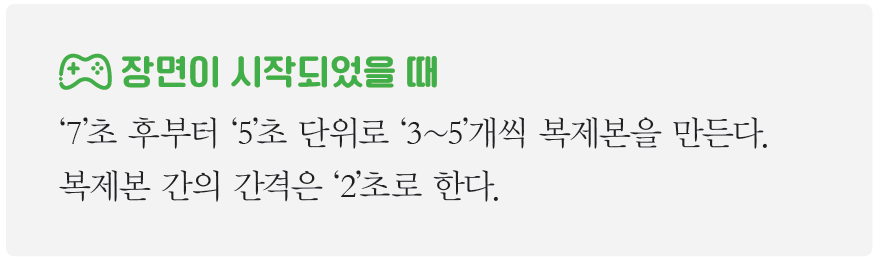 장면이 시작되었을 때
‘7’초 후부터 ‘5’초 단위로 ‘3~5’개씩 복제본을 만든다.
복제본 간의 간격은 ‘2’초로 한다.